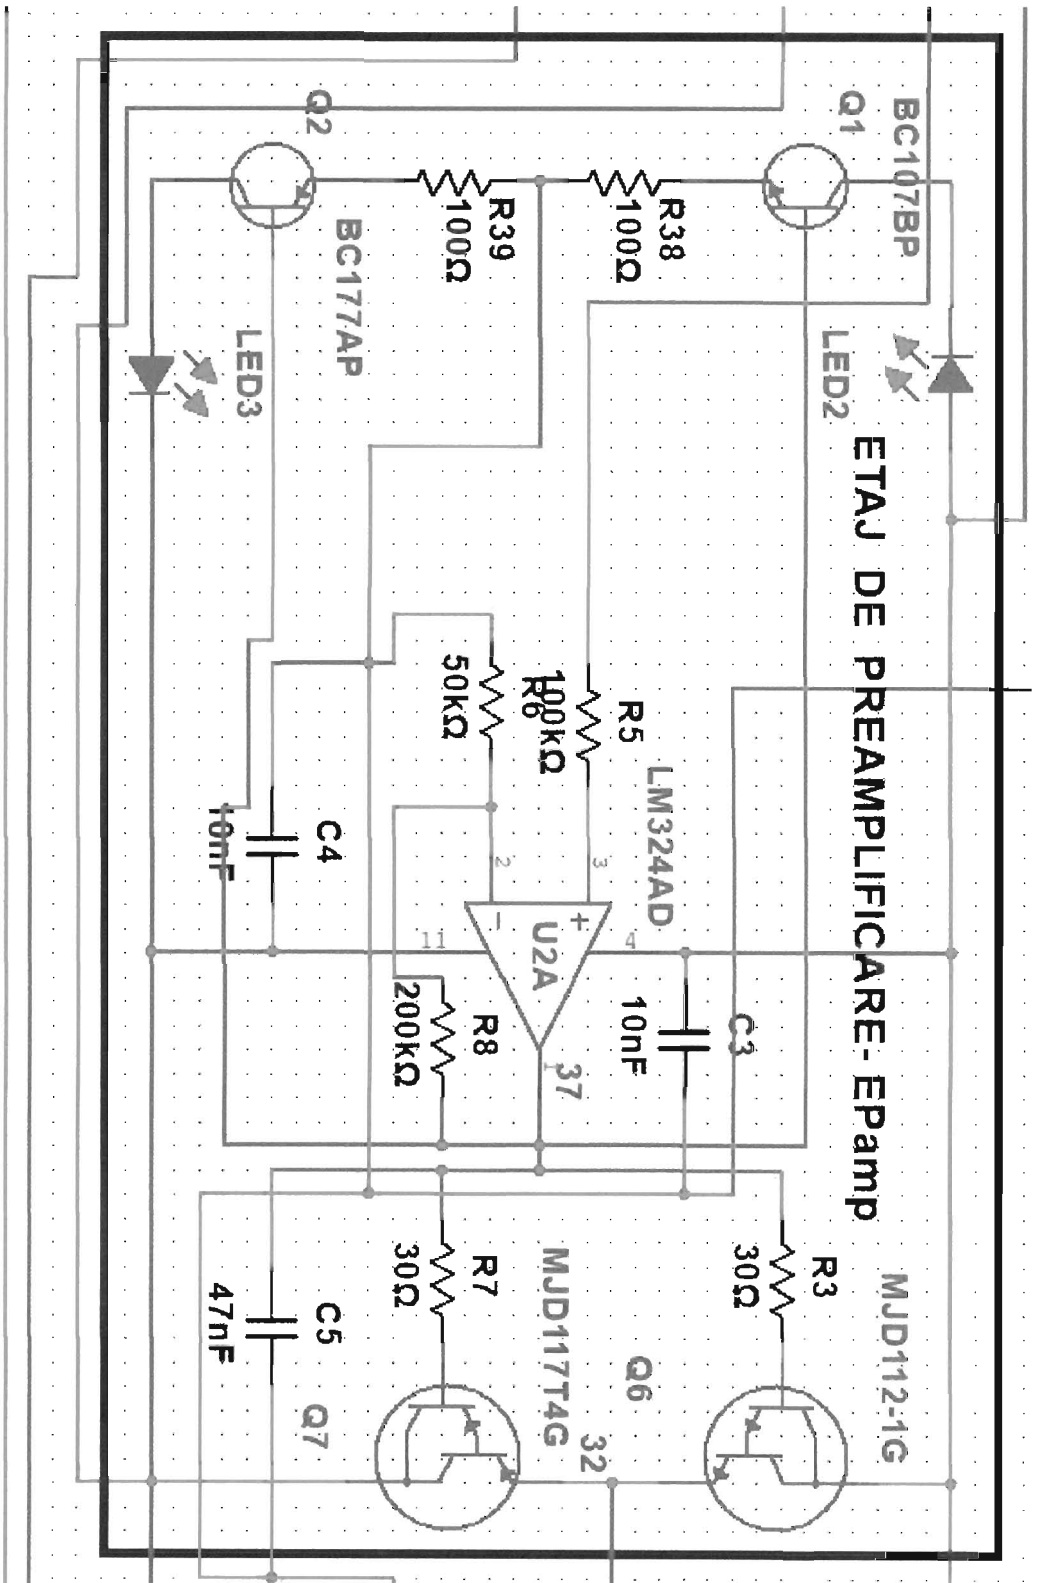 ETAJ DE PREAMPLIFICARE-EPamp
BC107BP
Q1
LED2
R38
100Ω
R39
100Ω
Q2
BC177AP
LED3
R5
100kΩ
R6
50kΩ
LM324AD
3
2
+
−
U2A
4
11
1
37
C4
10nF
C3
10nF
R8
200kΩ
R3
30Ω
R7
30Ω
C5
47nF
MJD112-1G
Q6
MJD117T4G
32
Q7